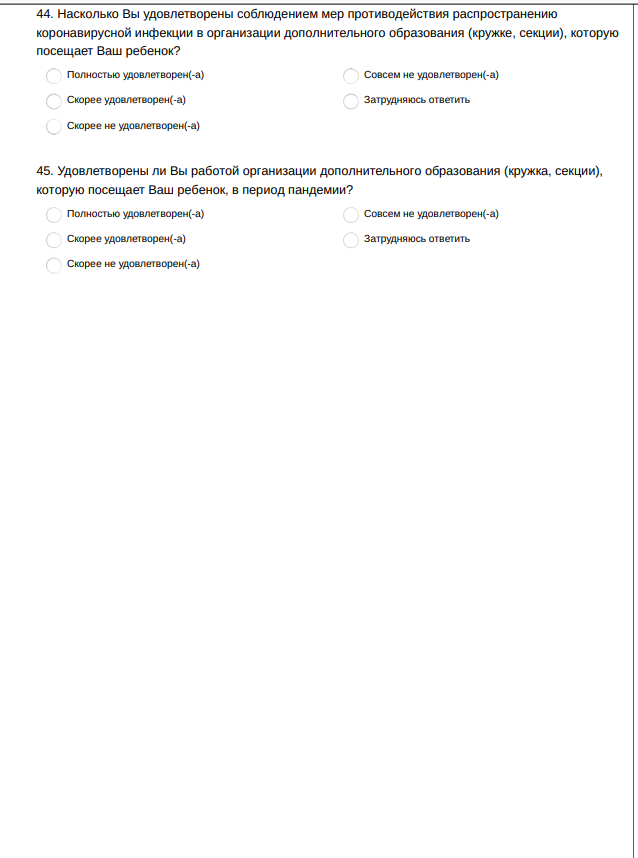 44. Насколько Вы удовлетворены соблюдением мер противодействия распространению
коронавирусной инфекции в организации дополнительного образования (кружке, секции), которую
посещает Ваш ребенок?
Полностью удовлетворен(-а)
Скорее удовлетворен(-а)
Скорее не удовлетворен(-а)
Совсем не удовлетворен(-а)
Затрудняюсь ответить
45. Удовлетворены ли Вы работой организации дополнительного образования (кружка, секции),
которую посещает Ваш ребенок, в период пандемии?
Полностью удовлетворен(-а)
Скорее удовлетворен(-а)
Скорее не удовлетворен(-а)
Совсем не удовлетворен(-а)
Затрудняюсь ответить